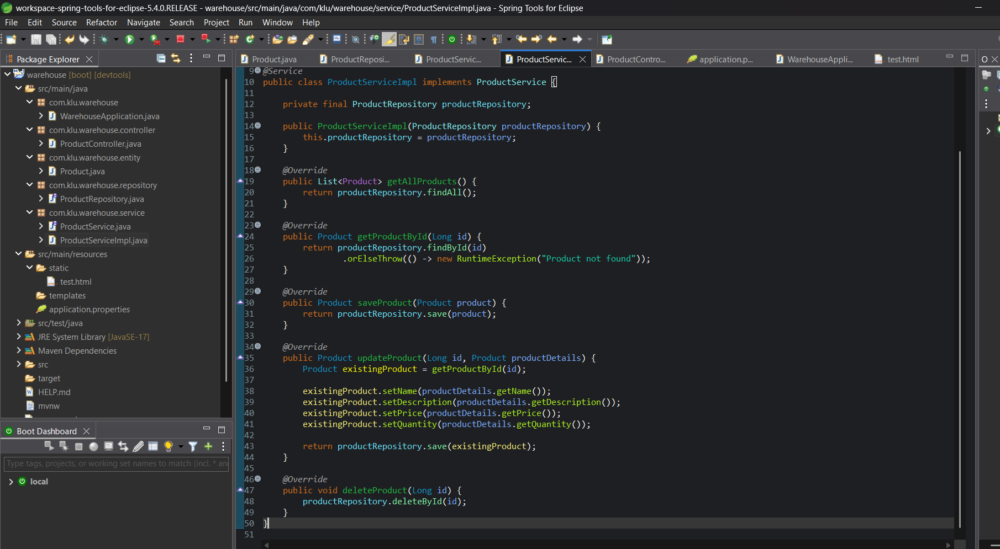 workspace-spring-tools-for-eclipse-5.4.0.RELEASE - warehouse/src/main/java/com/klu/warehouse/service/ProductServiceImpl.java - Spring Tools for Eclipse
File Edit Source Refactor Navigate Search Project Run Window Help
Package Explorer
warehouse [boot] [devtools]
src/main/java
com.klu.warehouse
WarehouseApplication.java
com.klu.warehouse.controller
ProductController.java
com.klu.warehouse.entity
Product.java
com.klu.warehouse.repository
ProductRepository.java
com.klu.warehouse.service
ProductService.java
ProductServiceImpl.java
src/main/resources
static
test.html
templates
application.properties
src/test/java
JRE System Library [JavaSE-17]
Maven Dependencies
src
target
HELP.md
mvnw
Boot Dashboard
Type tags, projects, or working set names to match (incl. * and
local
Product.java ProductReposi... ProductServic... ProductServic... ProductContro... application.p... WarehouseAppli... test.html
O
9 @Service
10 public class ProductServiceImpl implements ProductService {
11
12 private final ProductRepository productRepository;
13
14 public ProductServiceImpl(ProductRepository productRepository) {
15 this.productRepository = productRepository;
16 }
17
18 @Override
19 public List<Product> getAllProducts() {
20 return productRepository.findAll();
21 }
22
23 @Override
24 public Product getProductById(Long id) {
25 return productRepository.findById(id)
26 .orElseThrow(() -> new RuntimeException("Product not found"));
27 }
28
29 @Override
30 public Product saveProduct(Product product) {
31 return productRepository.save(product);
32 }
33
34 @Override
35 public Product updateProduct(Long id, Product productDetails) {
36 Product existingProduct = getProductById(id);
37
38 existingProduct.setName(productDetails.getName());
39 existingProduct.setDescription(productDetails.getDescription());
40 existingProduct.setPrice(productDetails.getPrice());
41 existingProduct.setQuantity(productDetails.getQuantity());
42
43 return productRepository.save(existingProduct);
44 }
45
46 @Override
47 public void deleteProduct(Long id) {
48 productRepository.deleteById(id);
49 }
50 }
51